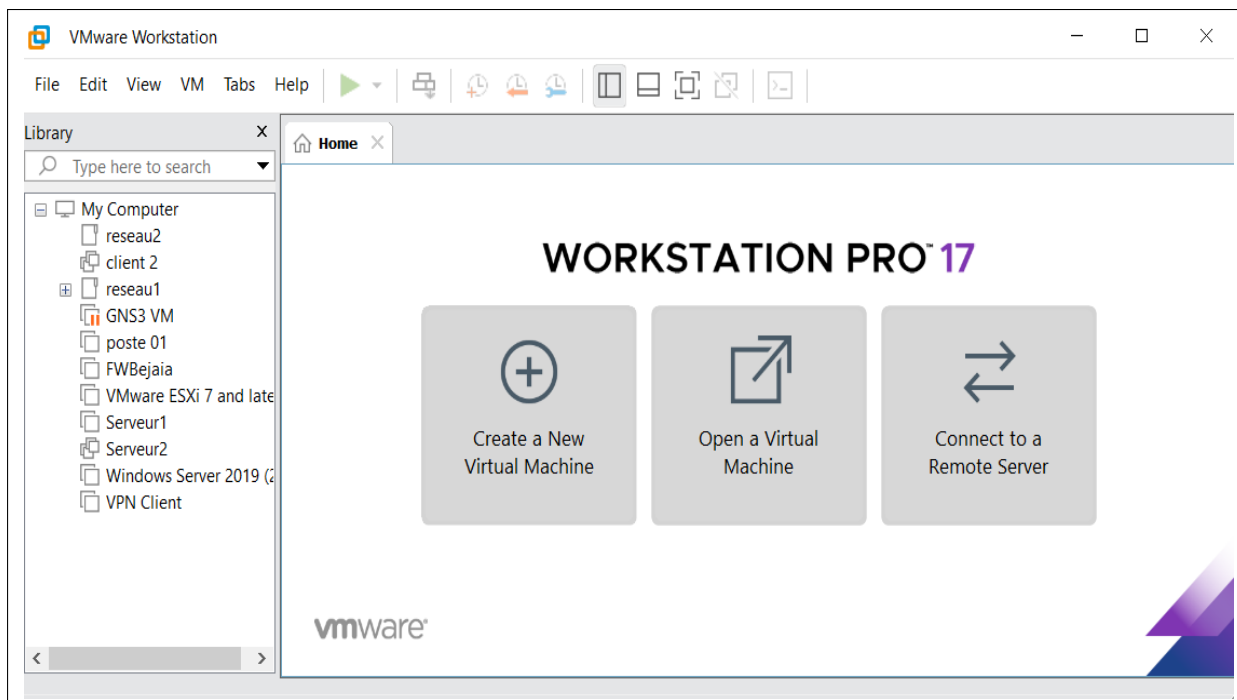 VMware Workstation
File Edit View VM Tabs Help
Library
Type here to search
Home
My Computer
reseau2
client 2
reseau1
GNS3 VM
poste 01
FWBejaia
VMware ESXi 7 and late
Serveur1
Serveur2
Windows Server 2019 (2
VPN Client
WORKSTATION PRO™ 17
Create a New
Virtual Machine
Open a Virtual
Machine
Connect to a
Remote Server
vmware®